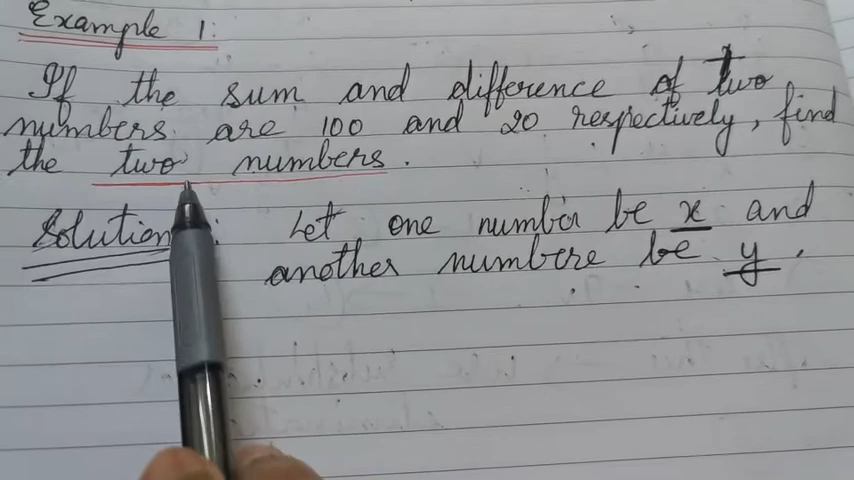 Example 1:
If the sum and difference of two
numbers are 100 and 20 respectively, find
the two numbers.
Solution: Let one number be x and
another numbere be y.